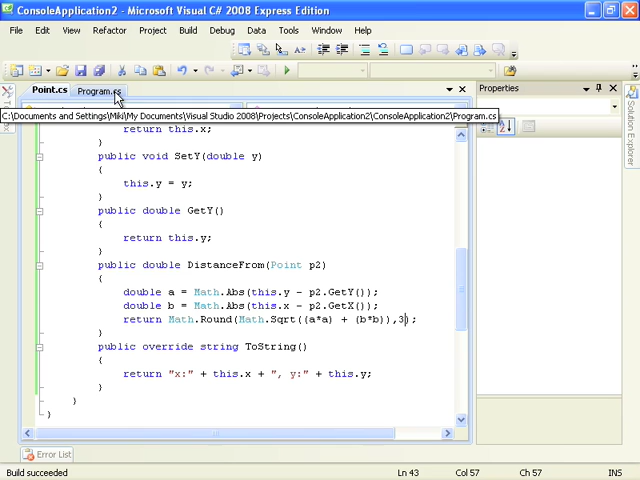 ConsoleApplication2 - Microsoft Visual C# 2008 Express Edition
File Edit View Refactor Project Build Debug Data Tools Window Help
Point.cs Program.cs
Properties
C:\Documents and Settings\Miki\My Documents\Visual Studio 2008\Projects\ConsoleApplication2\ConsoleApplication2\Program.cs
return this.x;
}
public void SetY(double y)
{
this.y = y;
}
public double GetY()
{
return this.y;
}
public double DistanceFrom(Point p2)
{
double a = Math.Abs(this.y - p2.GetY());
double b = Math.Abs(this.x - p2.GetX());
return Math.Round(Math.Sqrt((a*a) + (b*b)),3);
}
public override string ToString()
{
return "x:" + this.x + ", y:" + this.y;
}
}
}
Solution Explorer
Error List
Build succeeded Ln 43 Col 57 Ch 57 INS